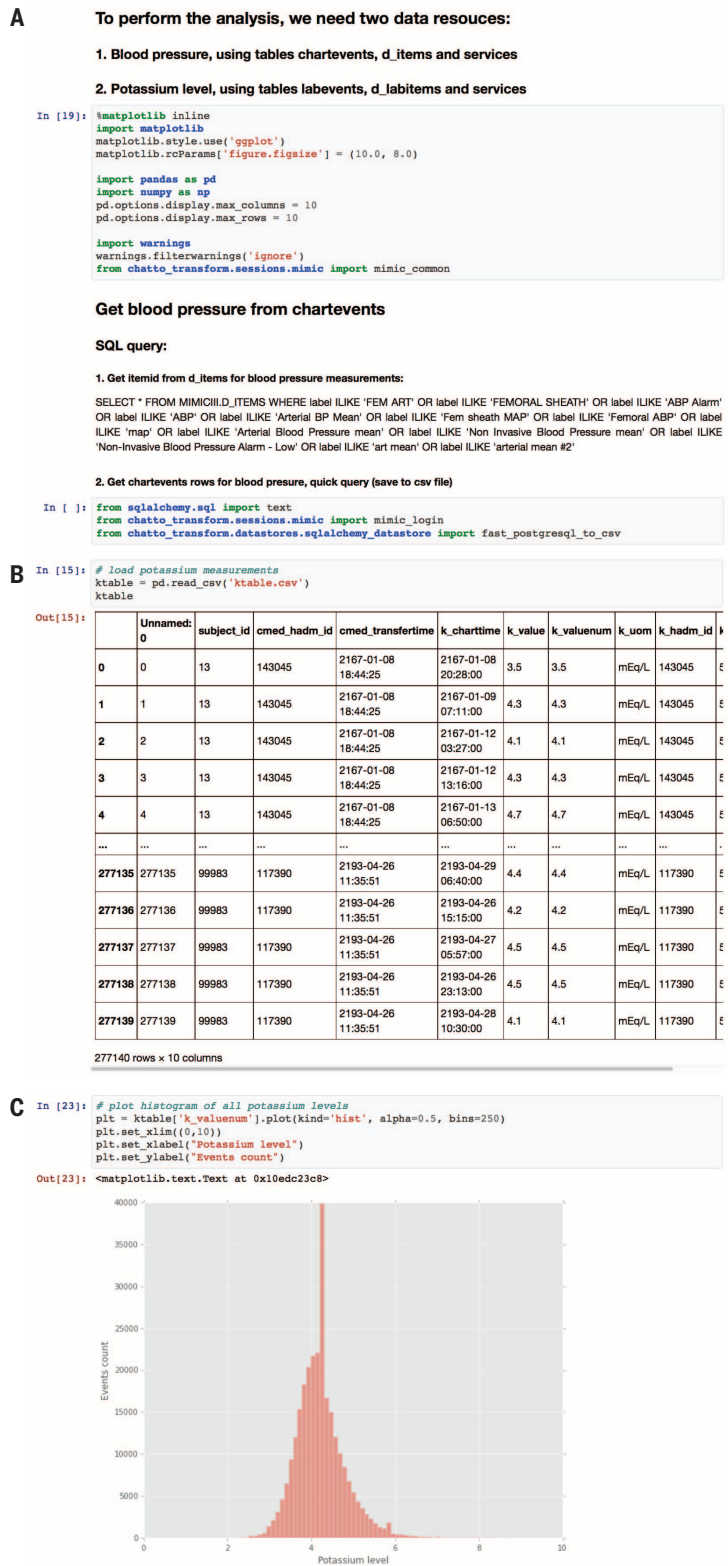 A
To perform the analysis, we need two data resouces:
1. Blood pressure, using tables chartevents, d_items and services
2. Potassium level, using tables labevents, d_labitems and services
In [19]: %matplotlib inline
import matplotlib
matplotlib.style.use('ggplot')
matplotlib.rcParams['figure.figsize'] = (10.0, 8.0)
import pandas as pd
import numpy as np
pd.options.display.max_columns = 10
pd.options.display.max_rows = 10
import warnings
warnings.filterwarnings('ignore')
from chatto_transform.sessions.mimic import mimic_common
Get blood pressure from chartevents
SQL query:
1. Get itemid from d_items for blood pressure measurements:
SELECT * FROM MIMICIII.D_ITEMS WHERE label ILIKE 'FEM ART' OR label ILIKE 'FEMORAL SHEATH' OR label ILIKE 'ABP Alarm'
OR label ILIKE 'ABP' OR label ILIKE 'Arterial BP Mean' OR label ILIKE 'Fem sheath MAP' OR label ILIKE 'Femoral ABP' OR label
ILIKE 'map' OR label ILIKE 'Arterial Blood Pressure mean' OR label ILIKE 'Non Invasive Blood Pressure mean' OR label ILIKE
'Non-Invasive Blood Pressure Alarm - Low' OR label ILIKE 'art mean' OR label ILIKE 'arterial mean #2'
2. Get chartevents rows for blood presure, quick query (save to csv file)
In [ ]: from sqlalchemy.sql import text
from chatto_transform.sessions.mimic import mimic_login
from chatto_transform.datastores.sqlalchemy_datastore import fast_postgresql_to_csv
B
In [15]: # load potassium measurements
ktable = pd.read_csv('ktable.csv')
ktable
Out[15]:
Unnamed: 0 subject_id cmed_hadm_id cmed_transfertime k_charttime k_value k_valuenum k_uom k_hadm_id k
0 0 13 143045 2167-01-08 18:44:25 2167-01-08 20:28:00 3.5 3.5 mEq/L 143045 5
1 1 13 143045 2167-01-08 18:44:25 2167-01-09 07:11:00 4.3 4.3 mEq/L 143045 5
2 2 13 143045 2167-01-08 18:44:25 2167-01-12 03:27:00 4.1 4.1 mEq/L 143045 5
3 3 13 143045 2167-01-08 18:44:25 2167-01-12 13:16:00 4.3 4.3 mEq/L 143045 5
4 4 13 143045 2167-01-08 18:44:25 2167-01-13 06:50:00 4.7 4.7 mEq/L 143045 5
... ... ... ... ... ... ... ... ... ... .
277135 277135 99983 117390 2193-04-26 11:35:51 2193-04-29 06:40:00 4.4 4.4 mEq/L 117390 5
277136 277136 99983 117390 2193-04-26 11:35:51 2193-04-26 15:15:00 4.2 4.2 mEq/L 117390 5
277137 277137 99983 117390 2193-04-26 11:35:51 2193-04-27 05:57:00 4.5 4.5 mEq/L 117390 5
277138 277138 99983 117390 2193-04-26 11:35:51 2193-04-26 23:13:00 4.5 4.5 mEq/L 117390 5
277139 277139 99983 117390 2193-04-26 11:35:51 2193-04-28 10:30:00 4.1 4.1 mEq/L 117390 5
277140 rows × 10 columns
C
In [23]: # plot histogram of all potassium levels
plt = ktable['k_valuenum'].plot(kind='hist', alpha=0.5, bins=250)
plt.set_xlim((0,10))
plt.set_xlabel("Potassium level")
plt.set_ylabel("Events count")
Out[23]: <matplotlib.text.Text at 0x10edc23c8>
40000
35000
30000
25000
20000
15000
10000
5000
0
Events count
0 2 4 6 8 10
Potassium level